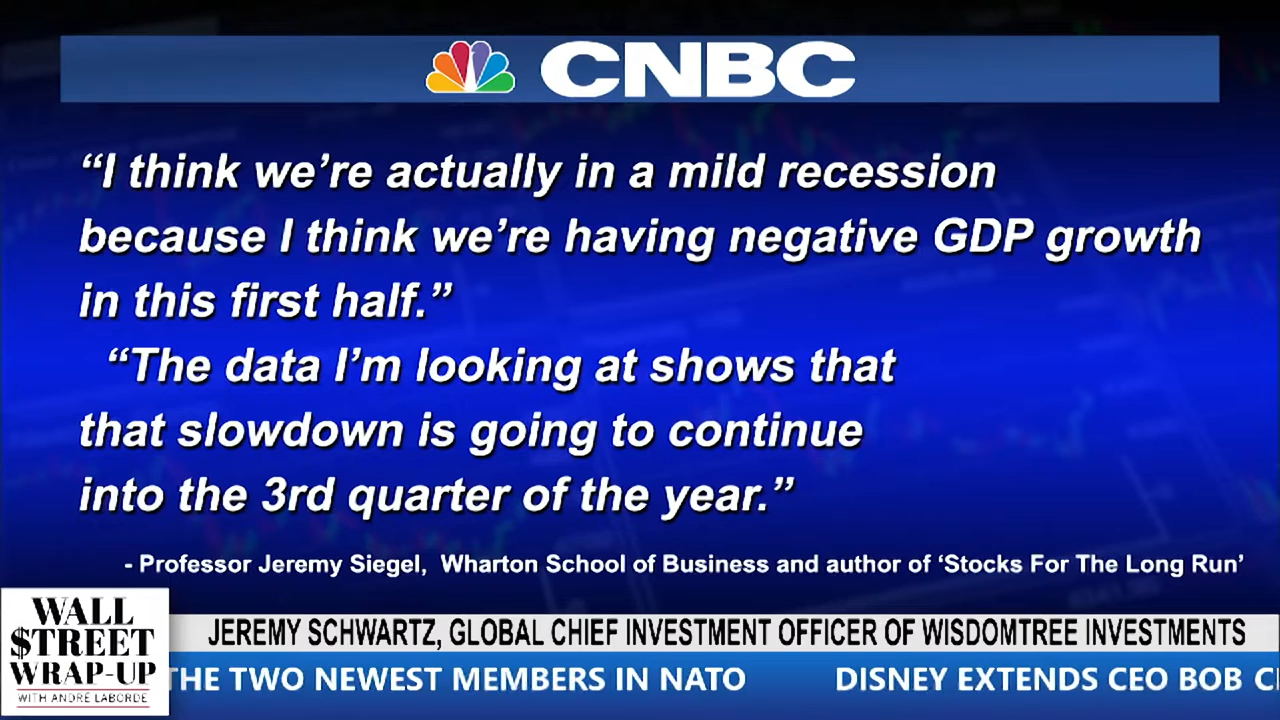 CNBC
“I think we’re actually in a mild recession
because I think we’re having negative GDP growth
in this first half.”
“The data I’m looking at shows that
that slowdown is going to continue
into the 3rd quarter of the year.”
- Professor Jeremy Siegel, Wharton School of Business and author of ‘Stocks For The Long Run’
WALL
$TREET
WRAP-UP
WITH ANDRÉ LABORDE
JEREMY SCHWARTZ, GLOBAL CHIEF INVESTMENT OFFICER OF WISDOMTREE INVESTMENTS
THE TWO NEWEST MEMBERS IN NATO DISNEY EXTENDS CEO BOB